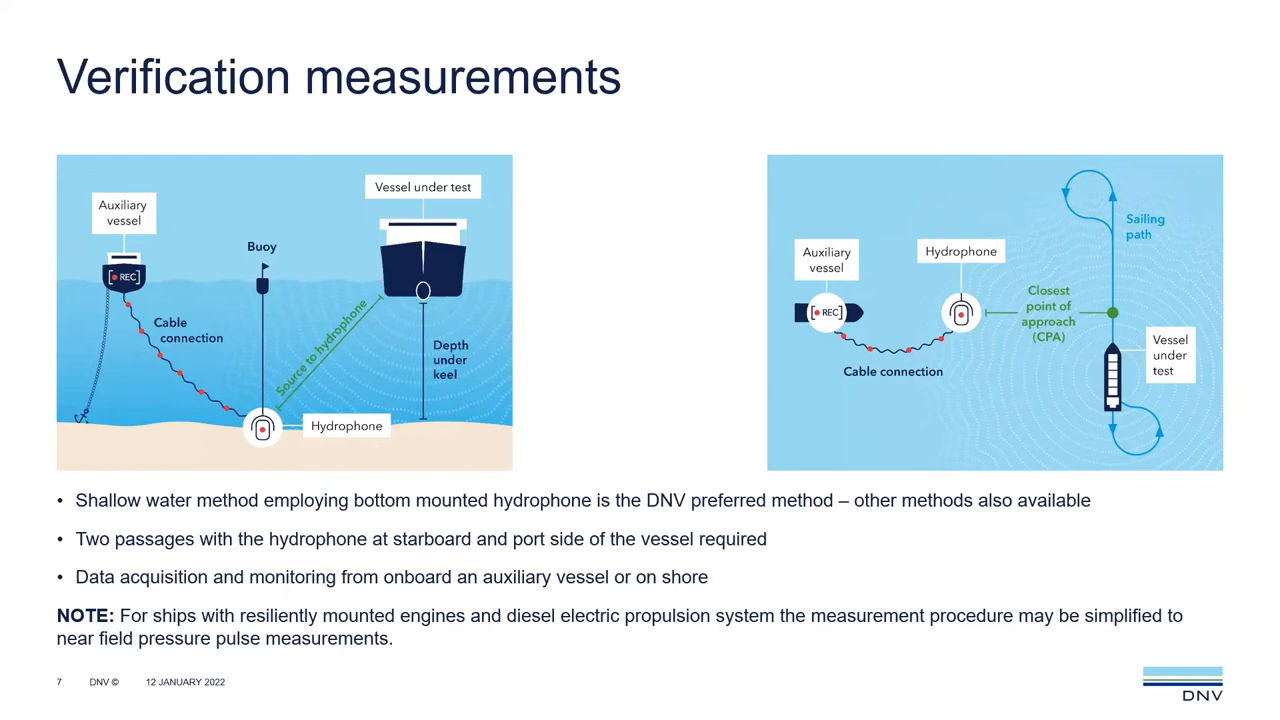 Verification measurements
Vessel under test
Auxiliary
vessel
Buoy
REC
Cable
connection
Source to hydrophone
Depth
under
keel
Hydrophone
Sailing
path
Auxiliary
vessel
Hydrophone
Closest
point of
approach
(CPA)
REC
Vessel
under
test
Cable connection
• Shallow water method employing bottom mounted hydrophone is the DNV preferred method – other methods also available
• Two passages with the hydrophone at starboard and port side of the vessel required
• Data acquisition and monitoring from onboard an auxiliary vessel or on shore
NOTE: For ships with resiliently mounted engines and diesel electric propulsion system the measurement procedure may be simplified to
near field pressure pulse measurements.
7 DNV © 12 JANUARY 2022
DNV